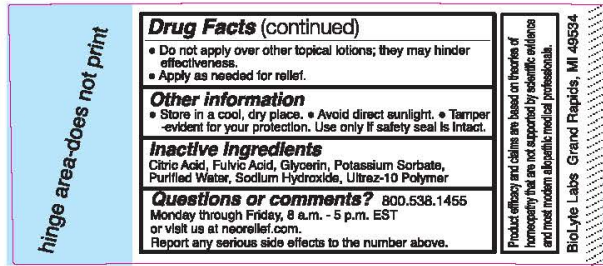 hinge area-does not print
Drug Facts (continued)
• Do not apply over other topical lotions; they may hinder
effectiveness.
• Apply as needed for relief.
Other information
• Store in a cool, dry place. • Avoid direct sunlight. • Tamper
-evident for your protection. Use only if safety seal is intact.
Inactive Ingredients
Citric Acid, Fulvic Acid, Glycerin, Potassium Sorbate,
Purified Water, Sodium Hydroxide, Ultrez-10 Polymer
Questions or comments? 800.538.1455
Monday through Friday, 8 a.m. - 5 p.m. EST
or visit us at neorelief.com.
Report any serious side effects to the number above.
Product efficacy and claims are based on theories of
homeopathy that are not supported by scientific evidence
and most modern allopathic medical professionals.
BioLyte Labs Grand Rapids, MI 49534